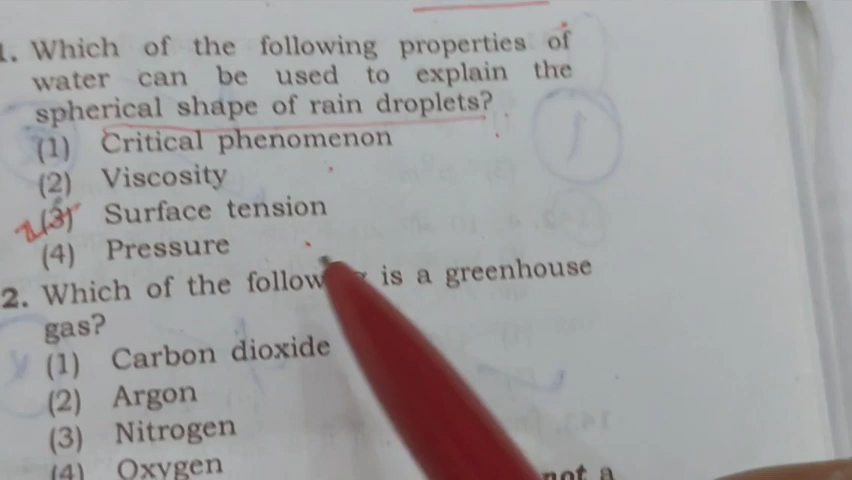 1. Which of the following properties of
water can be used to explain the
spherical shape of rain droplets?
(1) Critical phenomenon
(2) Viscosity
(3) Surface tension
(4) Pressure
2. Which of the is a greenhouse
gas?
(1) Carbon dioxide
(2) Argon
(3) Nitrogen
(4) Oxygen
not a